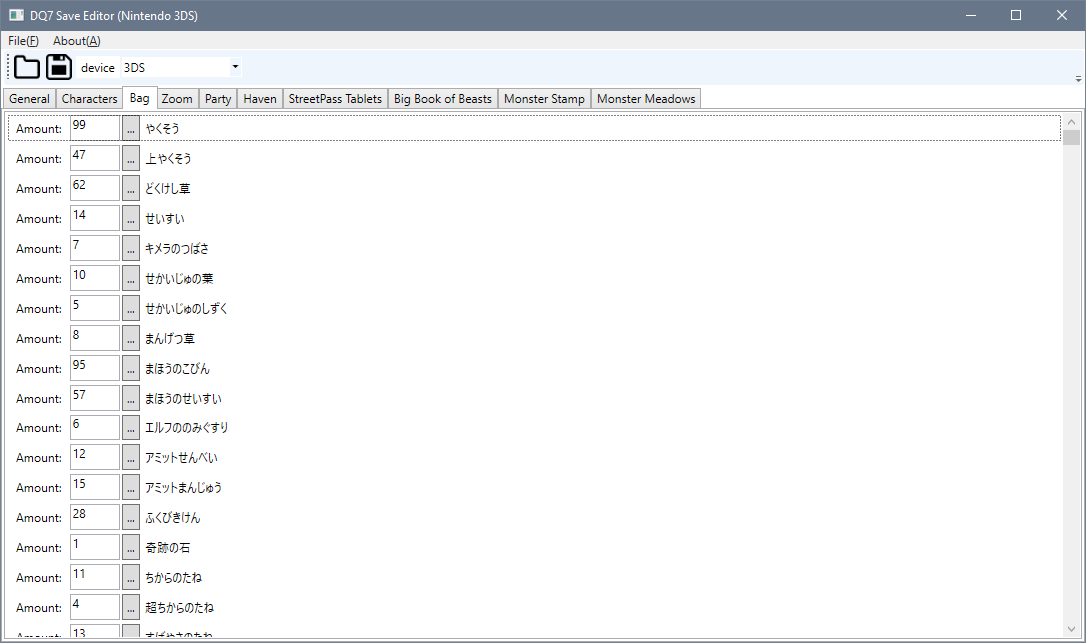 DQ7 Save Editor (Nintendo 3DS)
File(F) About(A)
device 3DS
General Characters Bag Zoom Party Haven StreetPass Tablets Big Book of Beasts Monster Stamp Monster Meadows
Amount: 99 ... やくそう
Amount: 47 ... 上やくそう
Amount: 62 ... どくけし草
Amount: 14 ... せいすい
Amount: 7 ... キメラのつばさ
Amount: 10 ... せかいじゅの葉
Amount: 5 ... せかいじゅのしずく
Amount: 8 ... まんげつ草
Amount: 95 ... まほうのこびん
Amount: 57 ... まほうのせいすい
Amount: 6 ... エルフののみぐすり
Amount: 12 ... アミットせんべい
Amount: 15 ... アミットまんじゅう
Amount: 28 ... ふくびきけん
Amount: 1 ... 奇跡の石
Amount: 11 ... ちからのたね
Amount: 4 ... 超ちからのたね
Amount: 13 ... すばやさのたね